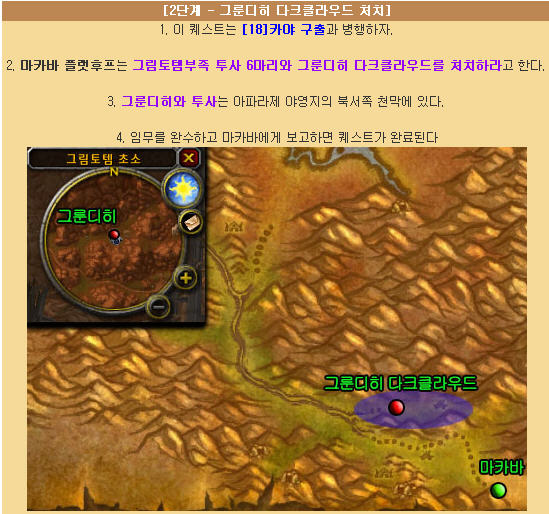 [2단계 - 그룬디히 다크클라우드 처치]
1. 이 퀘스트는 [18]카야 구출과 병행하자.
2. 마카바 플랫후프는 그림토템부족 투사 6마리와 그룬디히 다크클라우드를 처치하라고 한다.
3. 그룬디히와 투사는 아파라제 야영지의 북서쪽 천막에 있다.
4. 임무를 완수하고 마카바에게 보고하면 퀘스트가 완료된다
그림토템 초소
N
그룬디히
그룬디히 다크클라우드
마카바